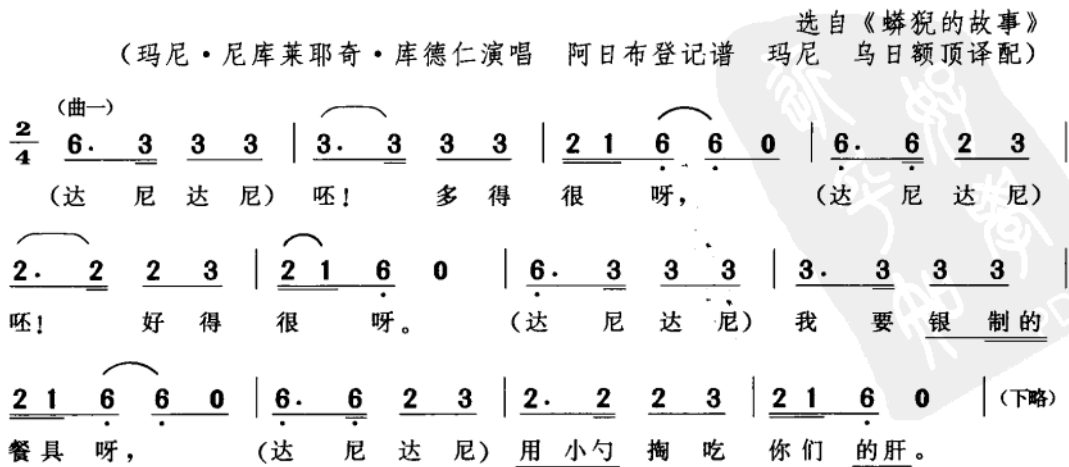 选自《蟒猊的故事》
（玛尼·尼库莱耶奇·库德仁演唱 阿日布登记谱 玛尼 乌日额顶译配）
（曲一）
2/4 6. 3 3 3 | 3. 3 3 3 | 2 1 6 6 0 | 6. 6 2 3 |
（达 尼 达 尼） 呸！ 多 得 很 呀， （达 尼 达 尼）
2. 2 2 3 | 2 1 6 0 | 6. 3 3 3 | 3. 3 3 3 |
呸！ 好 得 很 呀。 （达 尼 达 尼） 我 要 银 制 的
2 1 6 6 0 | 6. 6 2 3 | 2. 2 2 3 | 2 1 6 0 | （下略）
餐 具 呀， （达 尼 达 尼） 用 小 勺 掏 吃 你 们 的 肝。